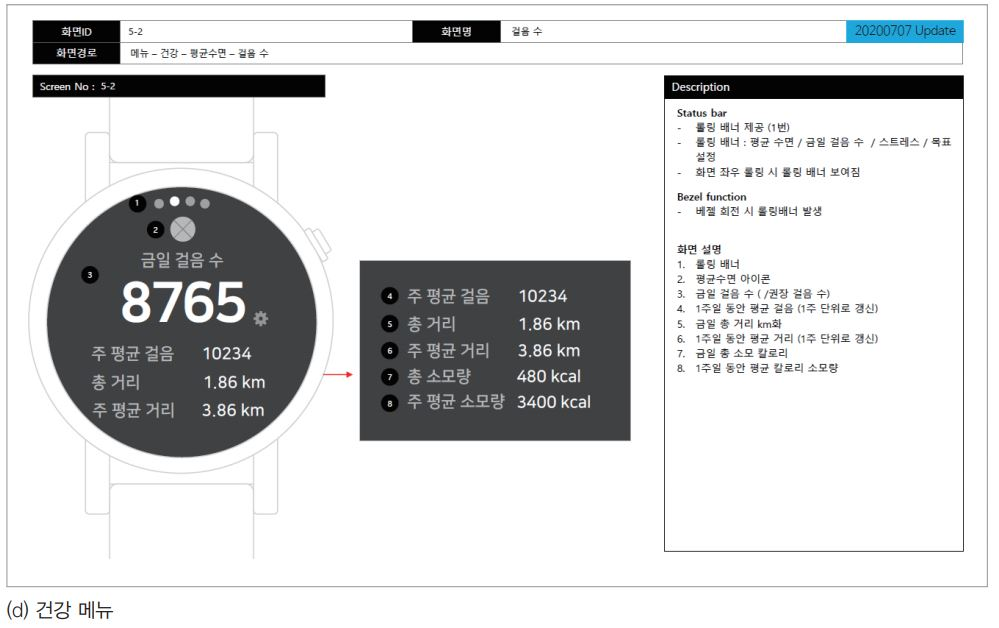 화면ID 5-2 화면명 걸음 수 20200707 Update
화면경로 메뉴 – 건강 – 평균수면 – 걸음 수
Screen No : 5-2
1
2
금일 걸음 수
3
8765
주 평균 걸음 10234
총 거리 1.86 km
주 평균 거리 3.86 km
4 주 평균 걸음 10234
5 총 거리 1.86 km
6 주 평균 거리 3.86 km
7 총 소모량 480 kcal
8 주 평균 소모량 3400 kcal
Description
Status bar
- 롤링 배너 제공 (1번)
- 롤링 배너 : 평균 수면 / 금일 걸음 수 / 스트레스 / 목표
설정
- 화면 좌우 롤링 시 롤링 배너 보여짐
Bezel function
- 베젤 회전 시 롤링배너 발생
화면 설명
1. 롤링 배너
2. 평균수면 아이콘
3. 금일 걸음 수 ( /권장 걸음 수)
4. 1주일 동안 평균 걸음 (1주 단위로 갱신)
5. 금일 총 거리 km화
6. 1주일 동안 평균 거리 (1주 단위로 갱신)
7. 금일 총 소모 칼로리
8. 1주일 동안 평균 칼로리 소모량
(d) 건강 메뉴